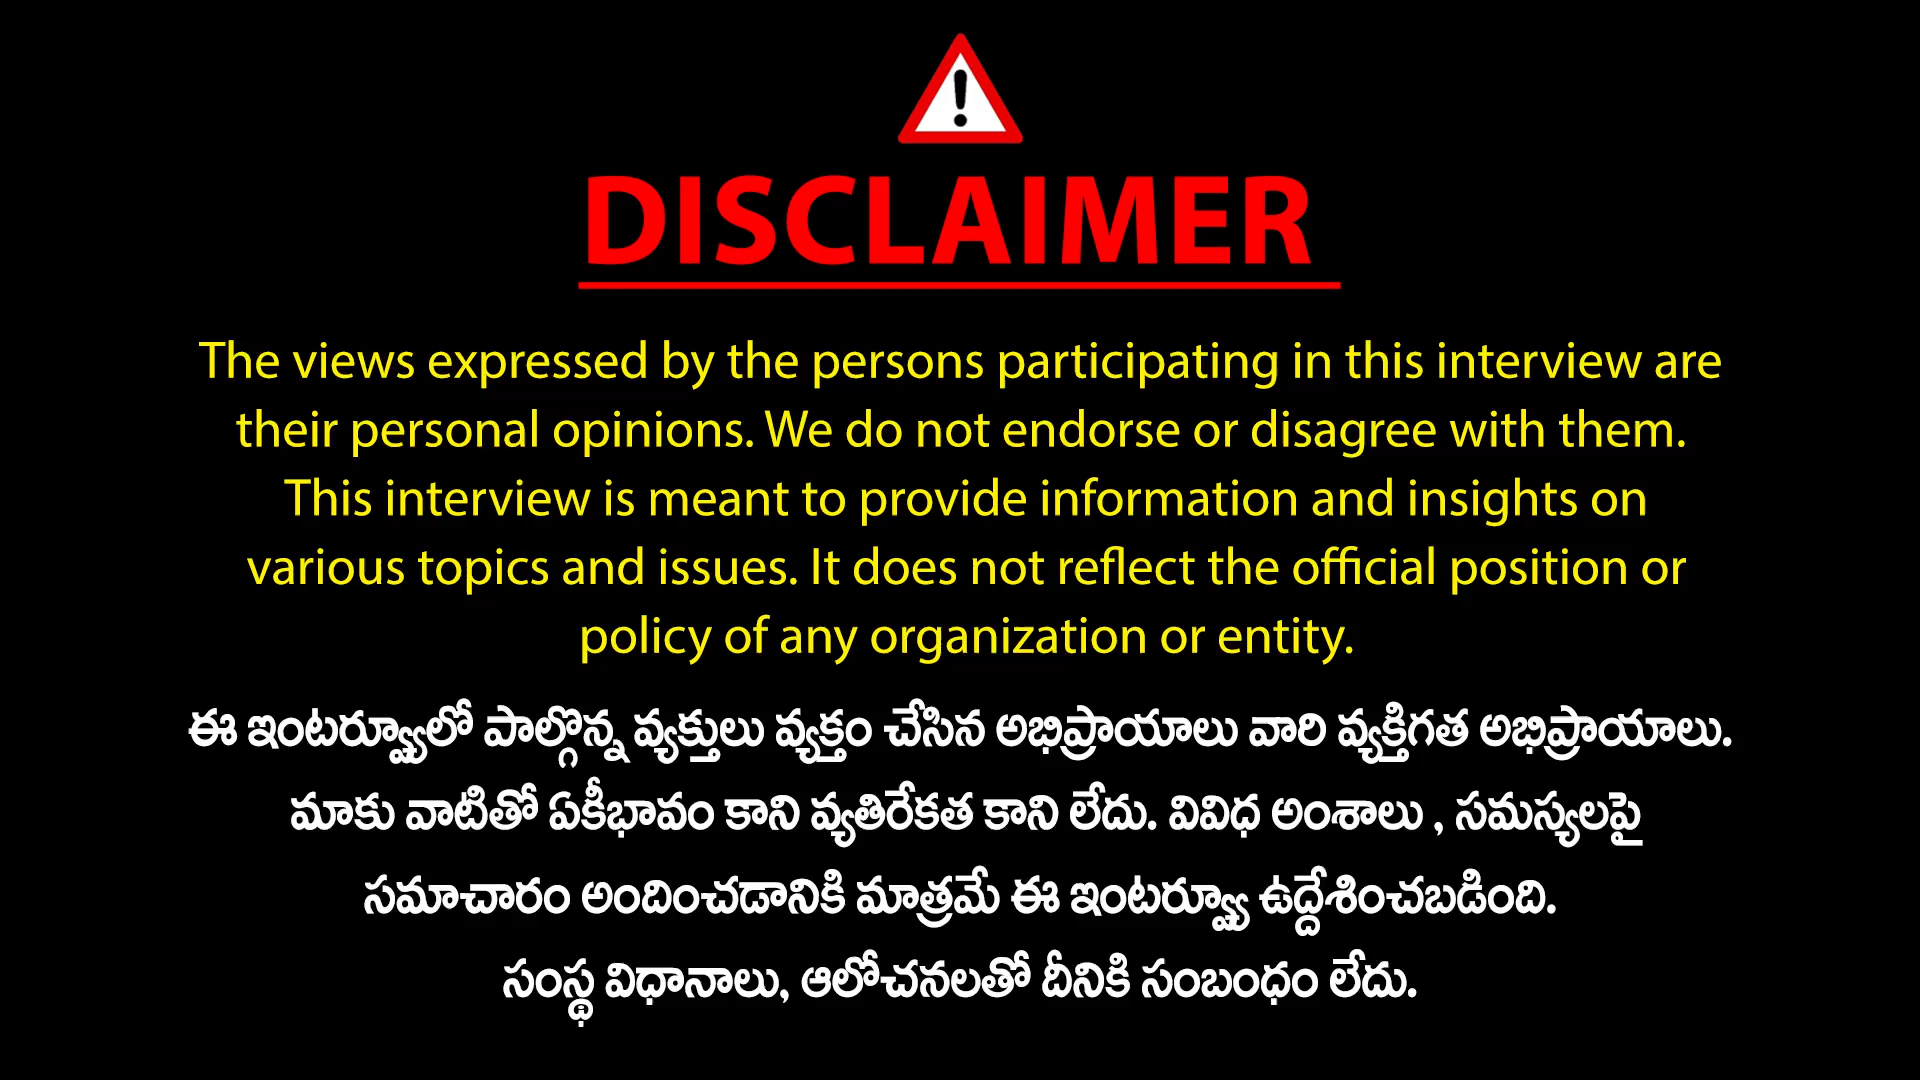 DISCLAIMER
The views expressed by the persons participating in this interview are
their personal opinions. We do not endorse or disagree with them.
This interview is meant to provide information and insights on
various topics and issues. It does not reflect the official position or
policy of any organization or entity.
ఈ ఇంటర్వ్యూలో పాల్గొన్న వ్యక్తులు వ్యక్తం చేసిన అభిప్రాయాలు వారి వ్యక్తిగత అభిప్రాయాలు.
మాకు వాటితో ఏకీభావం కాని వ్యతిరేకత కాని లేదు. వివిధ అంశాలు , సమస్యలపై
సమాచారం అందించడానికి మాత్రమే ఈ ఇంటర్వ్యూ ఉద్దేశించబడింది.
సంస్థ విధానాలు, ఆలోచనలతో దీనికి సంబంధం లేదు.